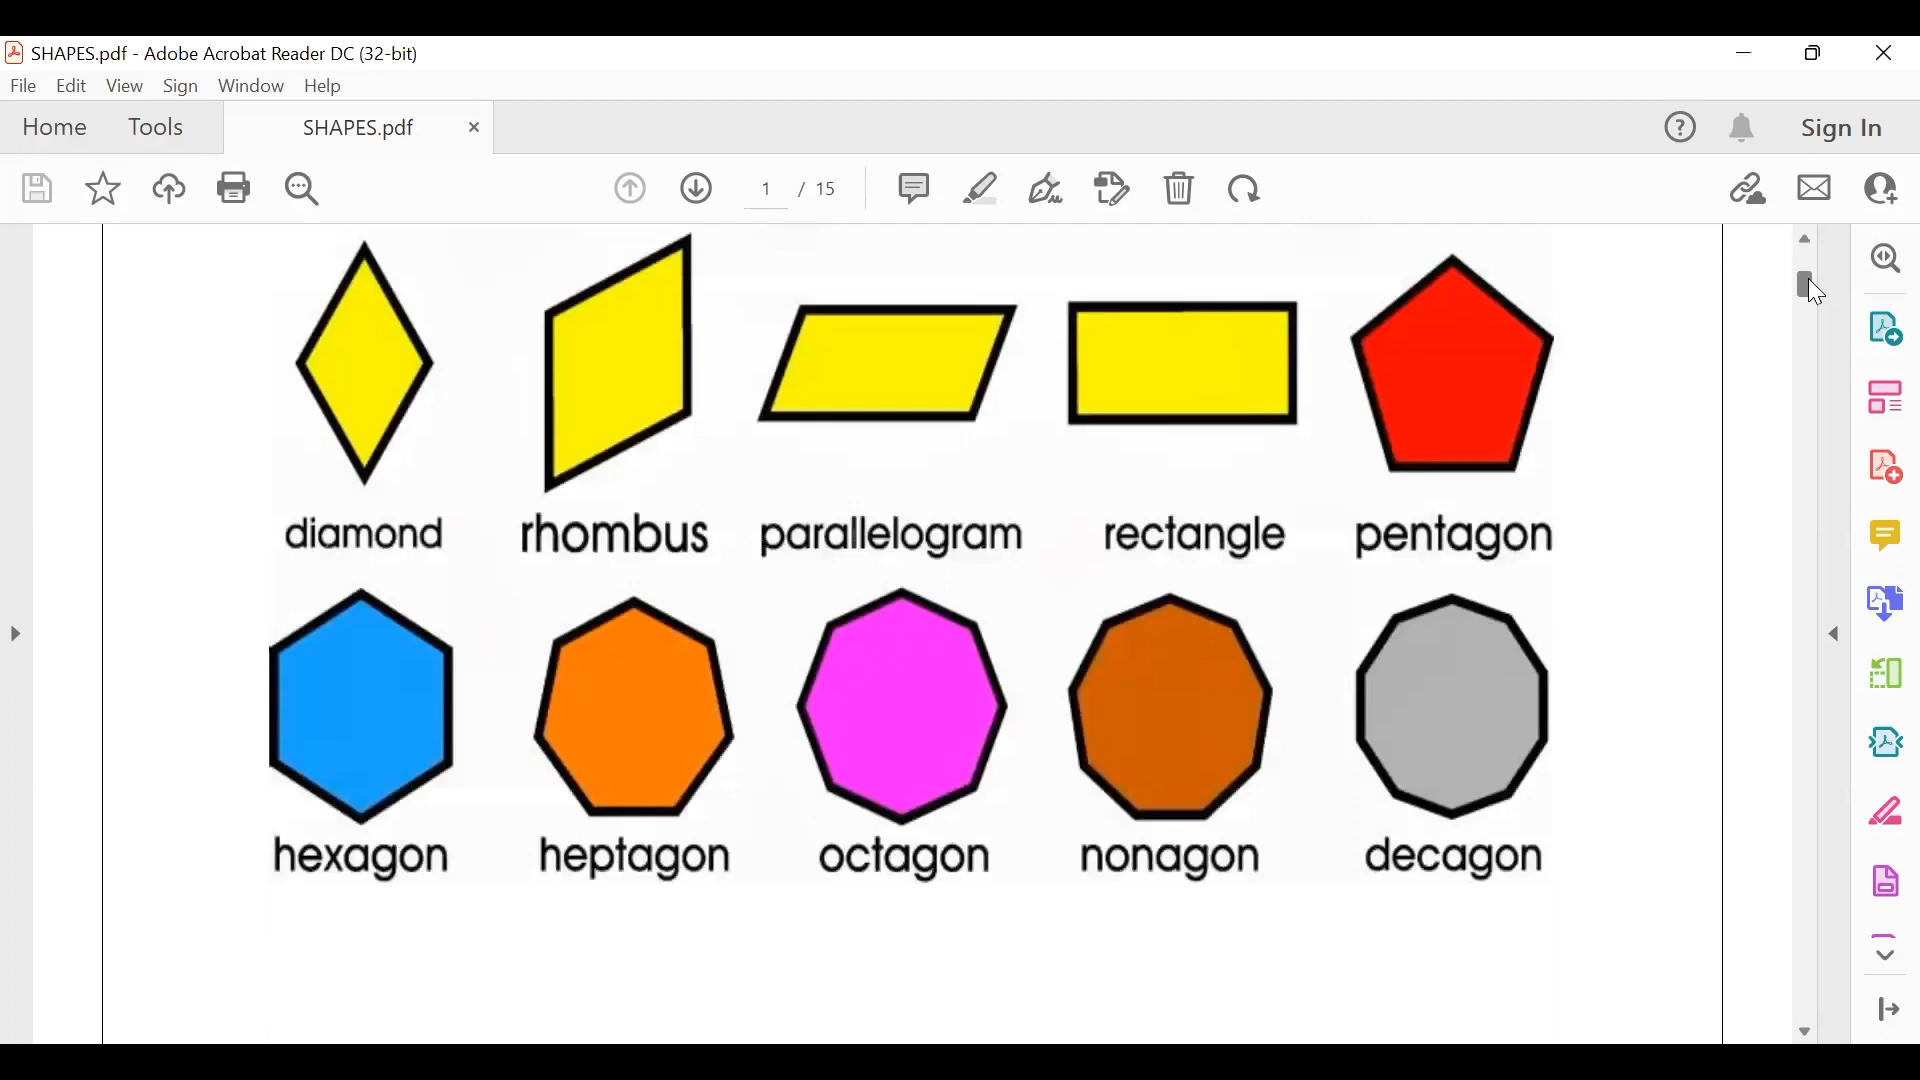 SHAPES.pdf - Adobe Acrobat Reader DC (32-bit)
File Edit View Sign Window Help
Home Tools SHAPES.pdf Sign In
1 / 15
diamond rhombus parallelogram rectangle pentagon
hexagon heptagon octagon nonagon decagon